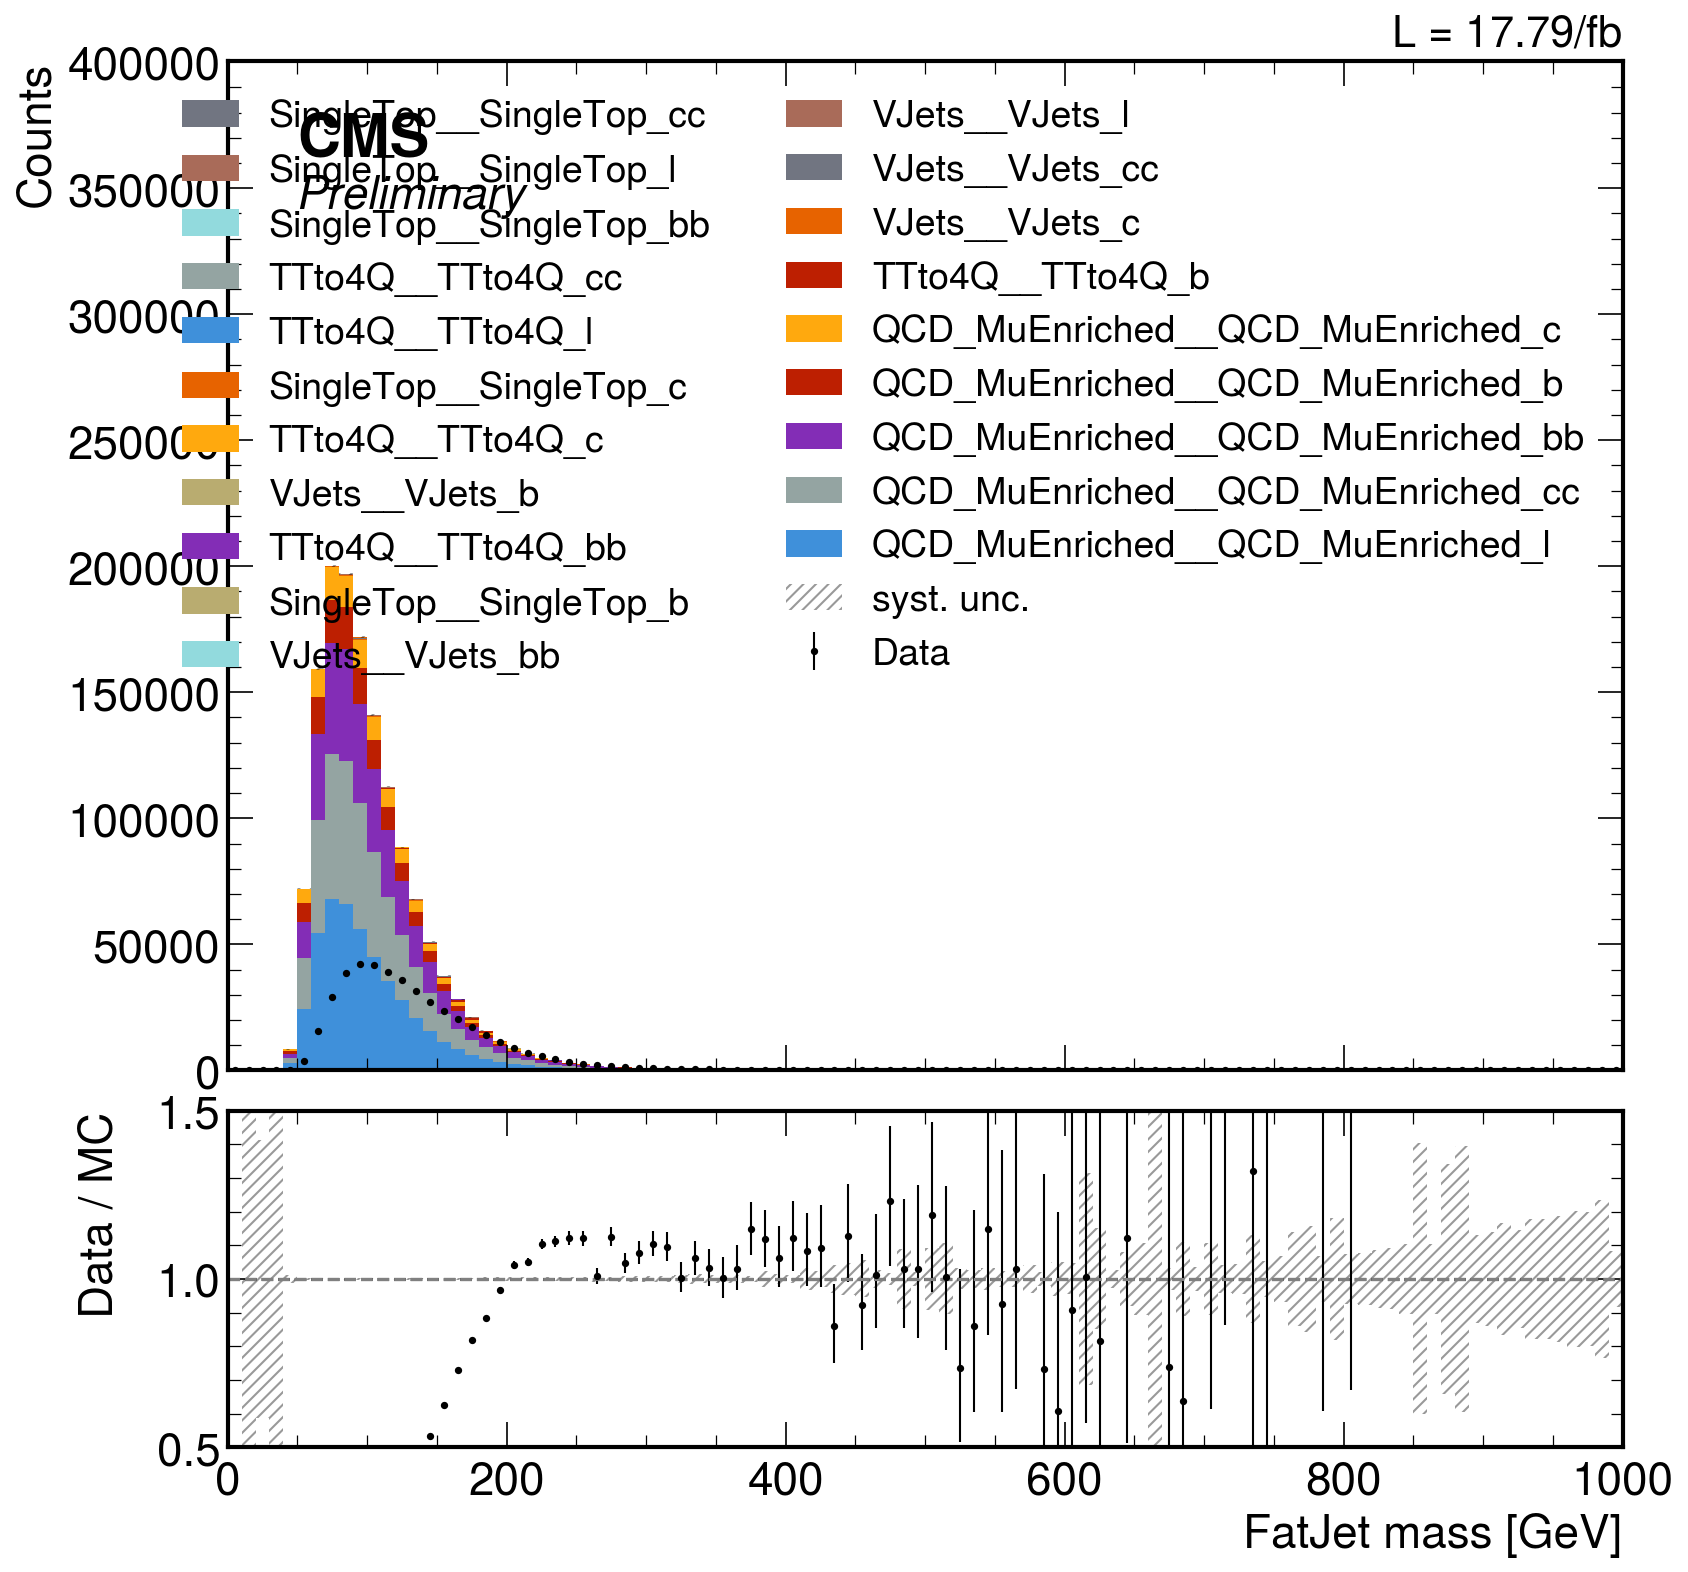 L = 17.79/fb
Counts
400000
350000
300000
250000
200000
150000
100000
50000
0
CMS
Preliminary
SingleTop__SingleTop_cc
SingleTop__SingleTop_l
SingleTop__SingleTop_bb
TTto4Q__TTto4Q_cc
TTto4Q__TTto4Q_l
SingleTop__SingleTop_c
TTto4Q__TTto4Q_c
VJets__VJets_b
TTto4Q__TTto4Q_bb
SingleTop__SingleTop_b
VJets__VJets_bb
VJets__VJets_l
VJets__VJets_cc
VJets__VJets_c
TTto4Q__TTto4Q_b
QCD_MuEnriched__QCD_MuEnriched_c
QCD_MuEnriched__QCD_MuEnriched_b
QCD_MuEnriched__QCD_MuEnriched_bb
QCD_MuEnriched__QCD_MuEnriched_cc
QCD_MuEnriched__QCD_MuEnriched_l
syst. unc.
Data
Data / MC
1.5
1.0
0.5
0 200 400 600 800 1000
FatJet mass [GeV]